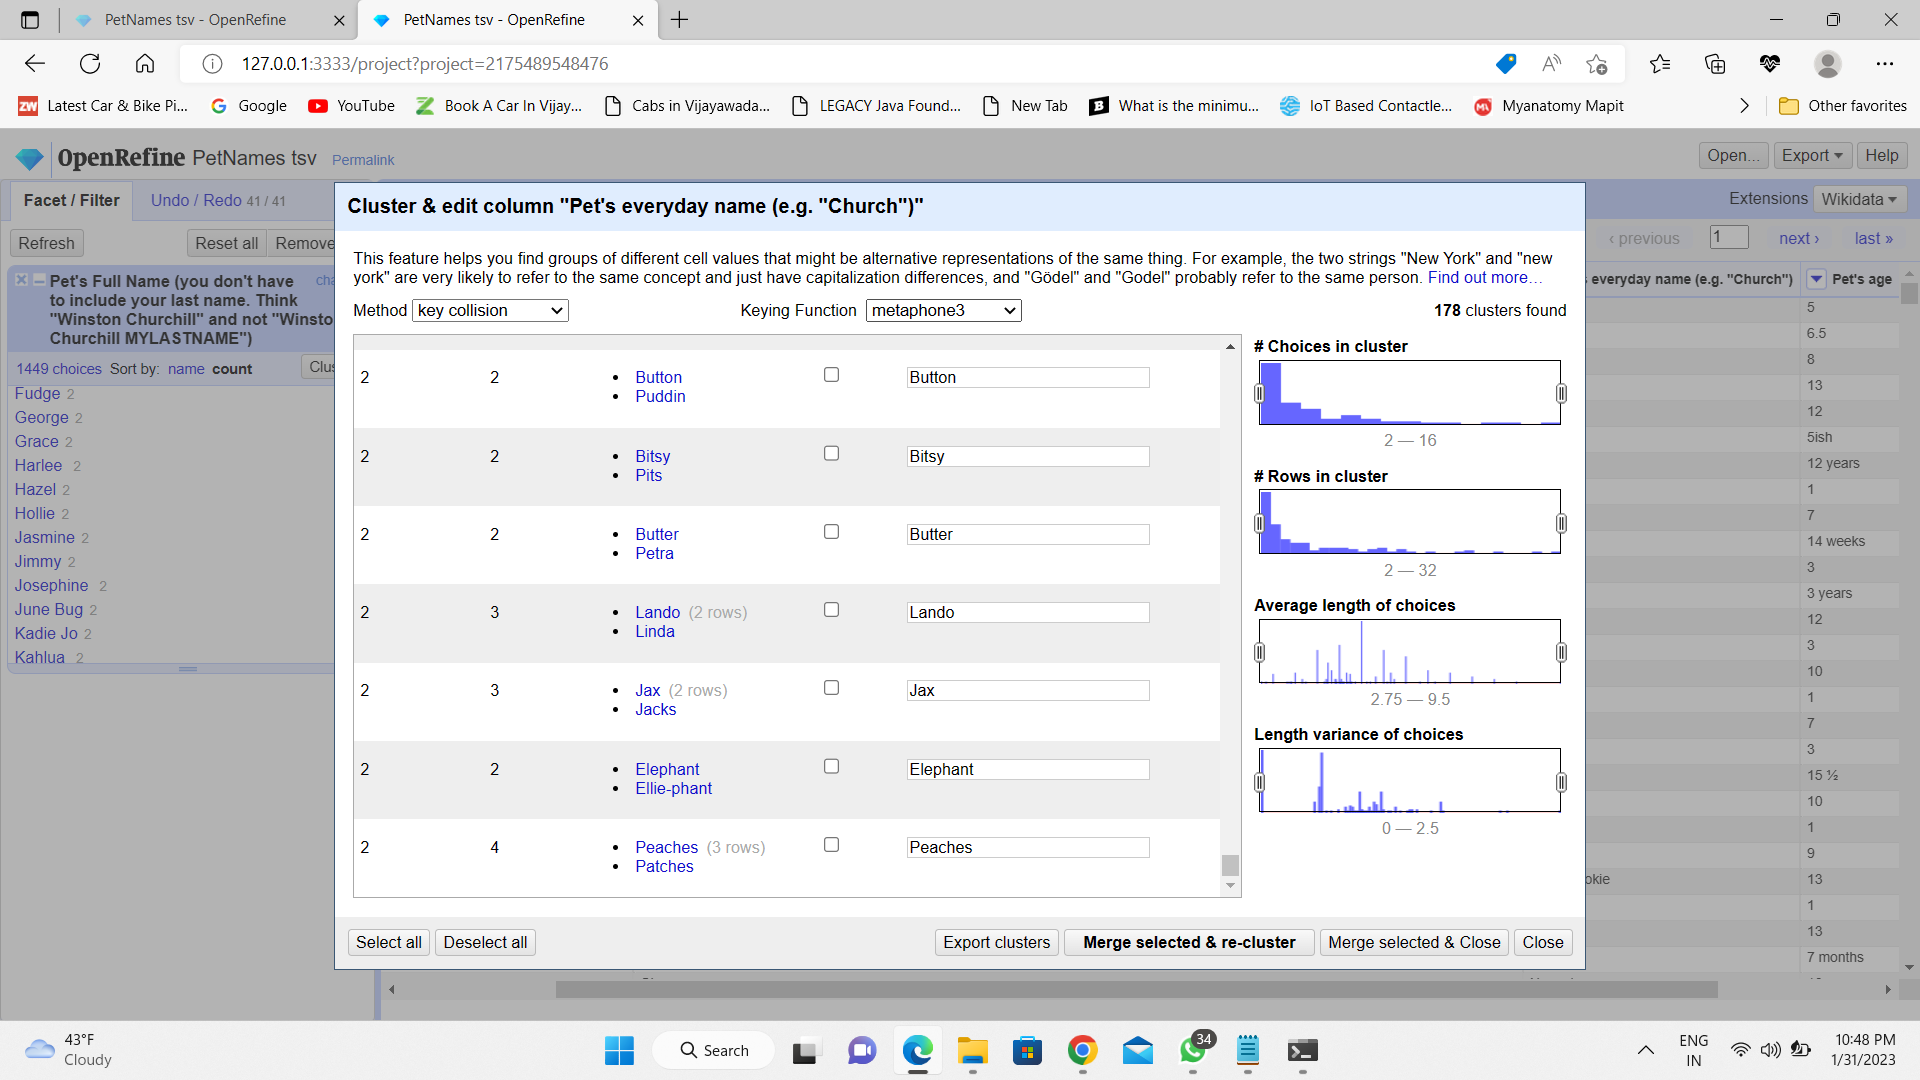 PetNames tsv - OpenRefine
PetNames tsv - OpenRefine
127.0.0.1:3333/project?project=2175489548476
Latest Car & Bike Pi...
Google
YouTube
Book A Car In Vijay...
Cabs in Vijayawada...
LEGACY Java Found...
New Tab
What is the minimu...
IoT Based Contactle...
Myanatomy Mapit
Other favorites
OpenRefine PetNames tsv Permalink
Open... Export Help
Facet / Filter Undo / Redo 41 / 41
Extensions Wikidata
Refresh Reset all Remove
‹ previous 1 next › last »
Pet's Full Name (you don't have
to include your last name. Think
"Winston Churchill" and not "Winsto
Churchill MYLASTNAME")
cha
1449 choices Sort by: name count Clus
Fudge 2
George 2
Grace 2
Harlee 2
Hazel 2
Hollie 2
Jasmine 2
Jimmy 2
Josephine 2
June Bug 2
Kadie Jo 2
Kahlua 2
Cluster & edit column "Pet's everyday name (e.g. "Church")"
This feature helps you find groups of different cell values that might be alternative representations of the same thing. For example, the two strings "New York" and "new
york" are very likely to refer to the same concept and just have capitalization differences, and "Gödel" and "Godel" probably refer to the same person. Find out more…
Method key collision Keying Function metaphone3 178 clusters found
2 2 Button Button
Puddin
2 2 Bitsy Bitsy
Pits
2 2 Butter Butter
Petra
2 3 Lando (2 rows) Lando
Linda
2 3 Jax (2 rows) Jax
Jacks
2 2 Elephant Elephant
Ellie-phant
2 4 Peaches (3 rows) Peaches
Patches
# Choices in cluster
2 — 16
# Rows in cluster
2 — 32
Average length of choices
2.75 — 9.5
Length variance of choices
0 — 2.5
Select all Deselect all Export clusters Merge selected & re-cluster Merge selected & Close Close
everyday name (e.g. "Church") Pet's age
5
6.5
8
13
12
5ish
12 years
1
7
14 weeks
3
3 years
12
3
10
1
7
3
15 ½
10
1
9
okie 13
1
13
7 months
43°F
Cloudy
Search
34
ENG
IN
10:48 PM
1/31/2023